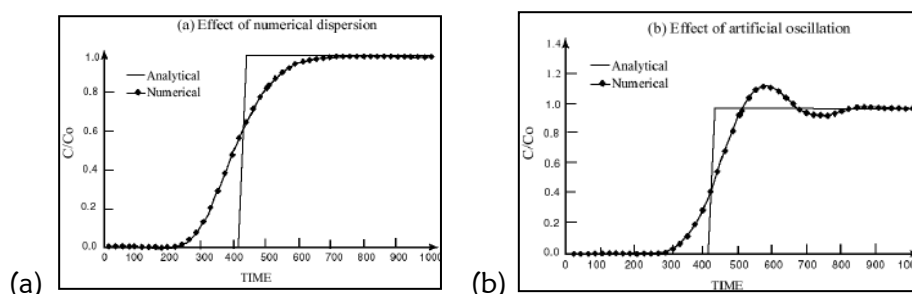 (a) Effect of numerical dispersion
1.0
0.8
0.6
0.4
0.2
0.0
C/Co
Analytical
Numerical
0 100 200 300 400 500 600 700 800 900 1000
TIME
(a)
(b) Effect of artificial oscillation
1.4
1.2
1.0
0.8
0.6
0.4
0.2
0.0
C/Co
Analytical
Numerical
0 100 200 300 400 500 600 700 800 900 1000
TIME
(b)